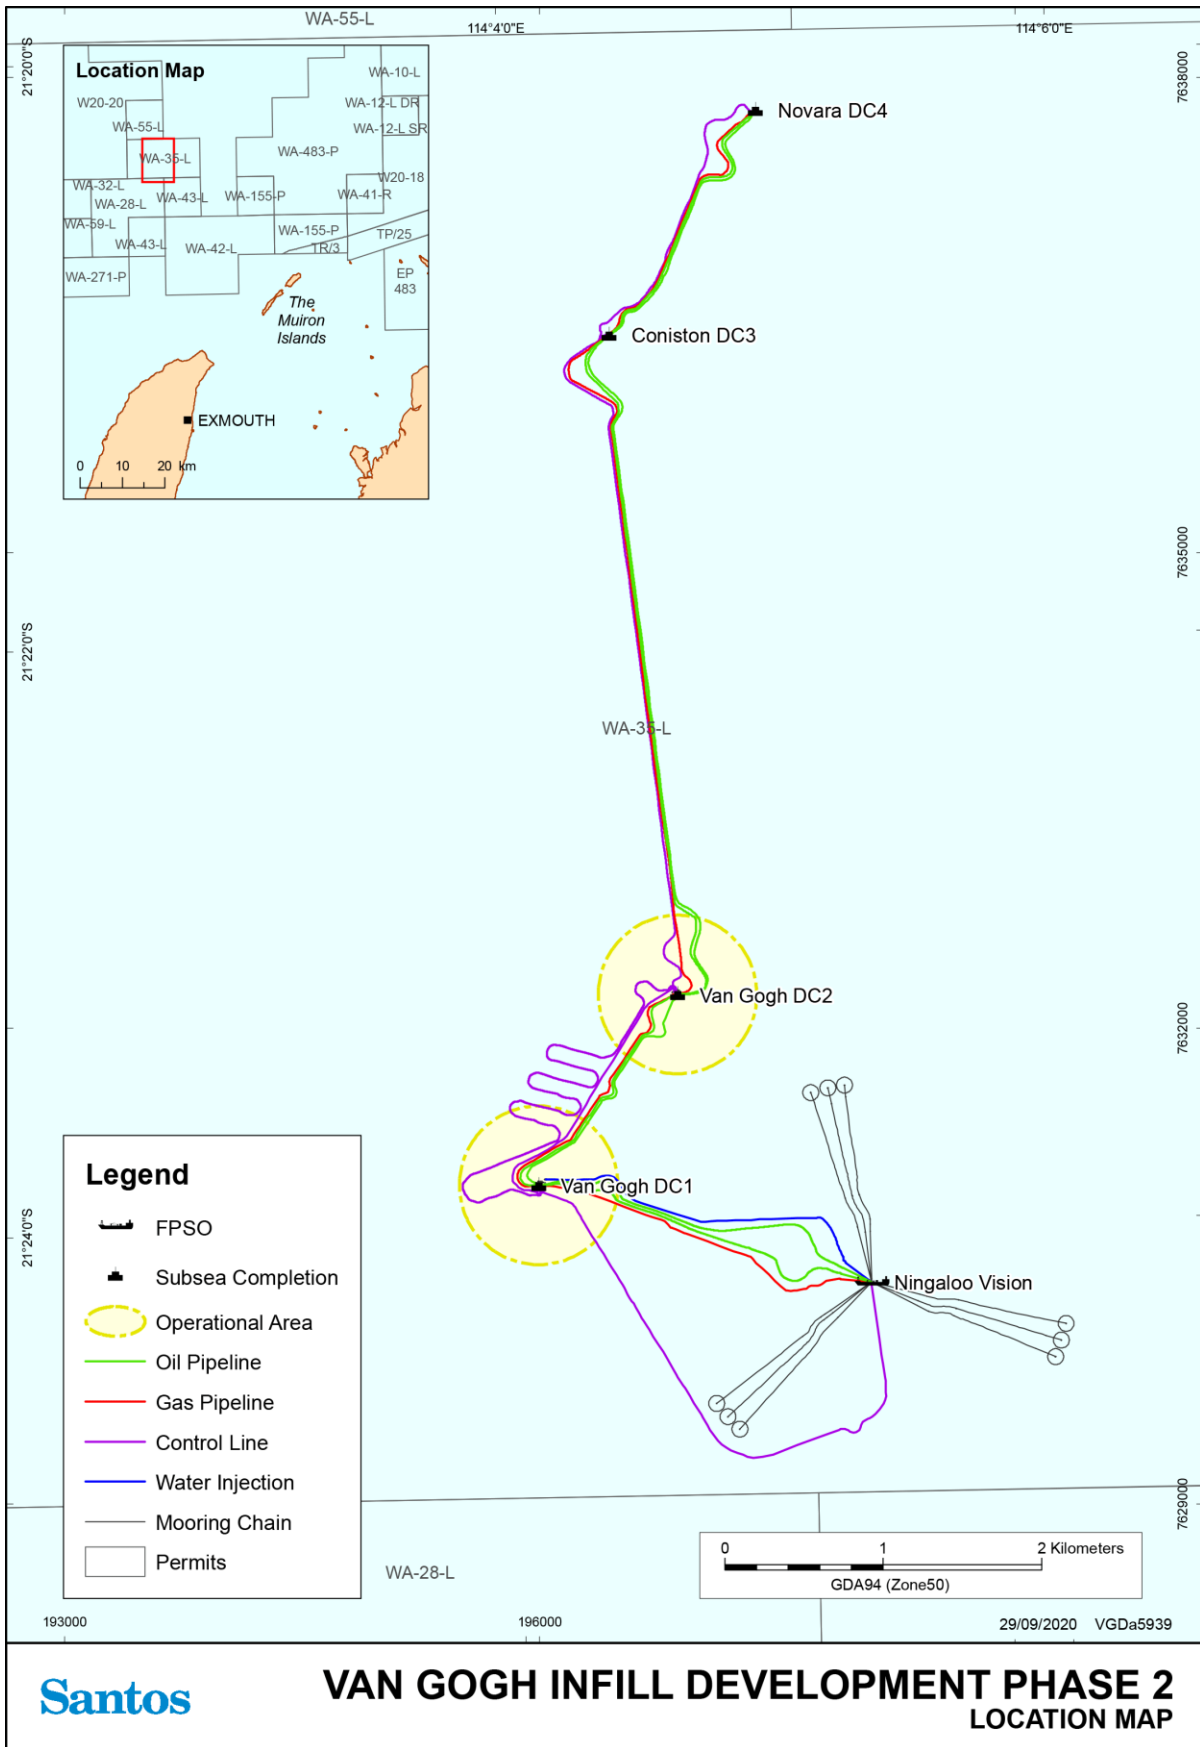 WA-55-L
114°4'0"E
114°6'0"E
21°20'0"S
7638000
Location Map
WA-10-L
W20-20
WA-12-L DR
WA-55-L
WA-12-L SR
WA-35-L
WA-483-P
W20-18
WA-32-L
WA-28-L
WA-43-L
WA-155-P
WA-41-R
WA-59-L
WA-43-L
WA-42-L
WA-155-P
TR/3
TP/25
WA-271-P
EP
483
The
Muiron
Islands
EXMOUTH
0 10 20 km
Novara DC4
Coniston DC3
7635000
21°22'0"S
WA-35-L
Van Gogh DC2
7632000
Van Gogh DC1
21°24'0"S
Ningaloo Vision
Legend
FPSO
Subsea Completion
Operational Area
Oil Pipeline
Gas Pipeline
Control Line
Water Injection
Mooring Chain
Permits
7629000
WA-28-L
0 1 2 Kilometers
GDA94 (Zone50)
193000
196000
29/09/2020 VGDa5939
Santos
VAN GOGH INFILL DEVELOPMENT PHASE 2
LOCATION MAP